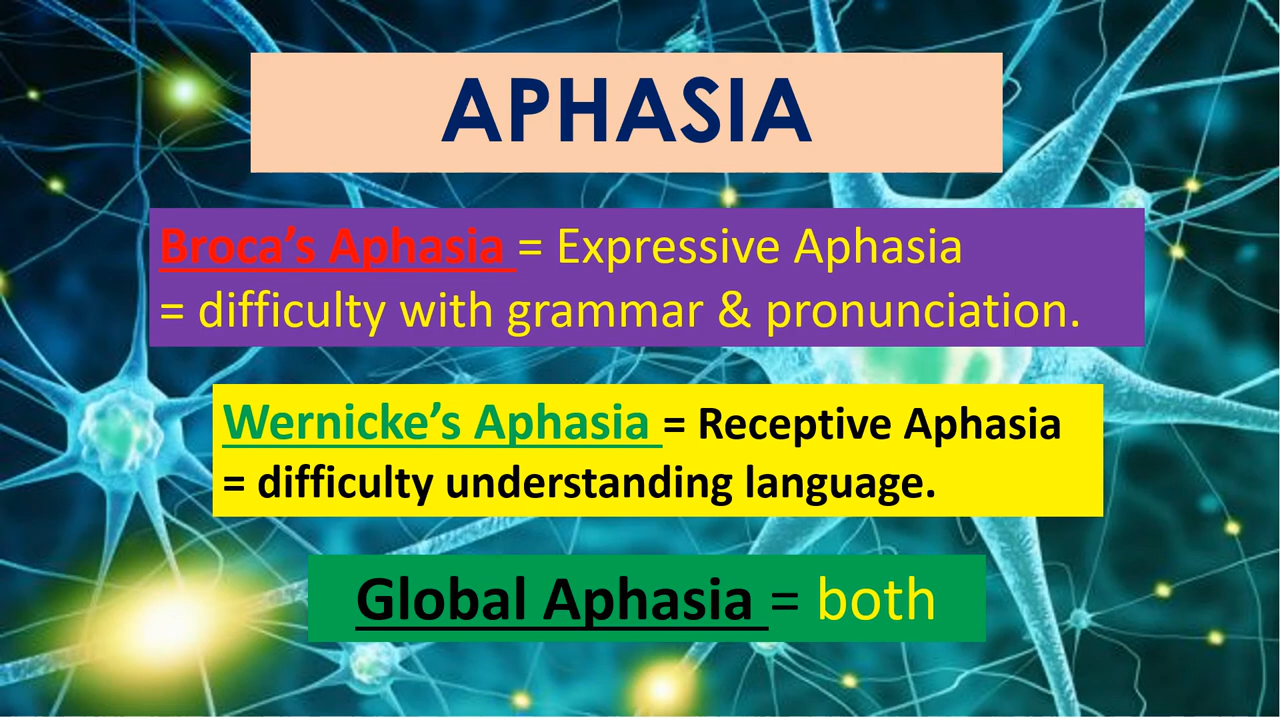 APHASIA
Broca’s Aphasia = Expressive Aphasia
= difficulty with grammar & pronunciation.
Wernicke’s Aphasia = Receptive Aphasia
= difficulty understanding language.
Global Aphasia = both